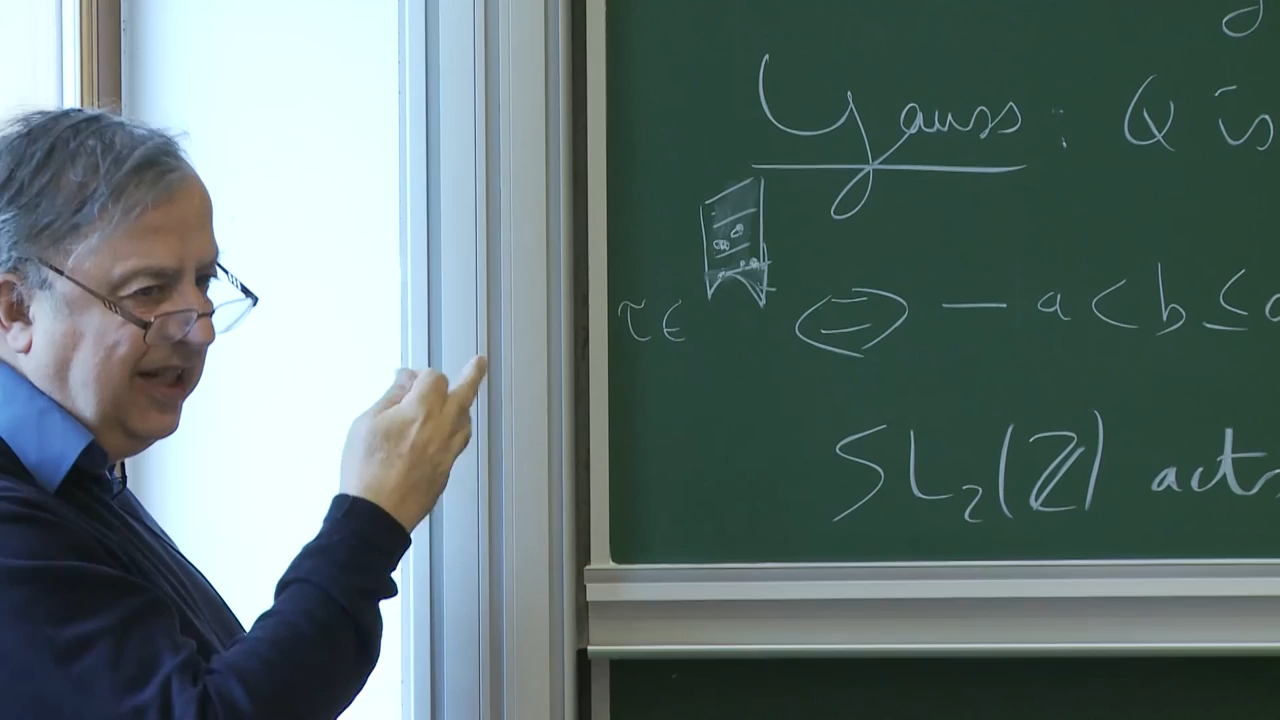 Gauss : Q is
τ ∈ ⇔ - a < b ≤
SL₂(ℤ) acts